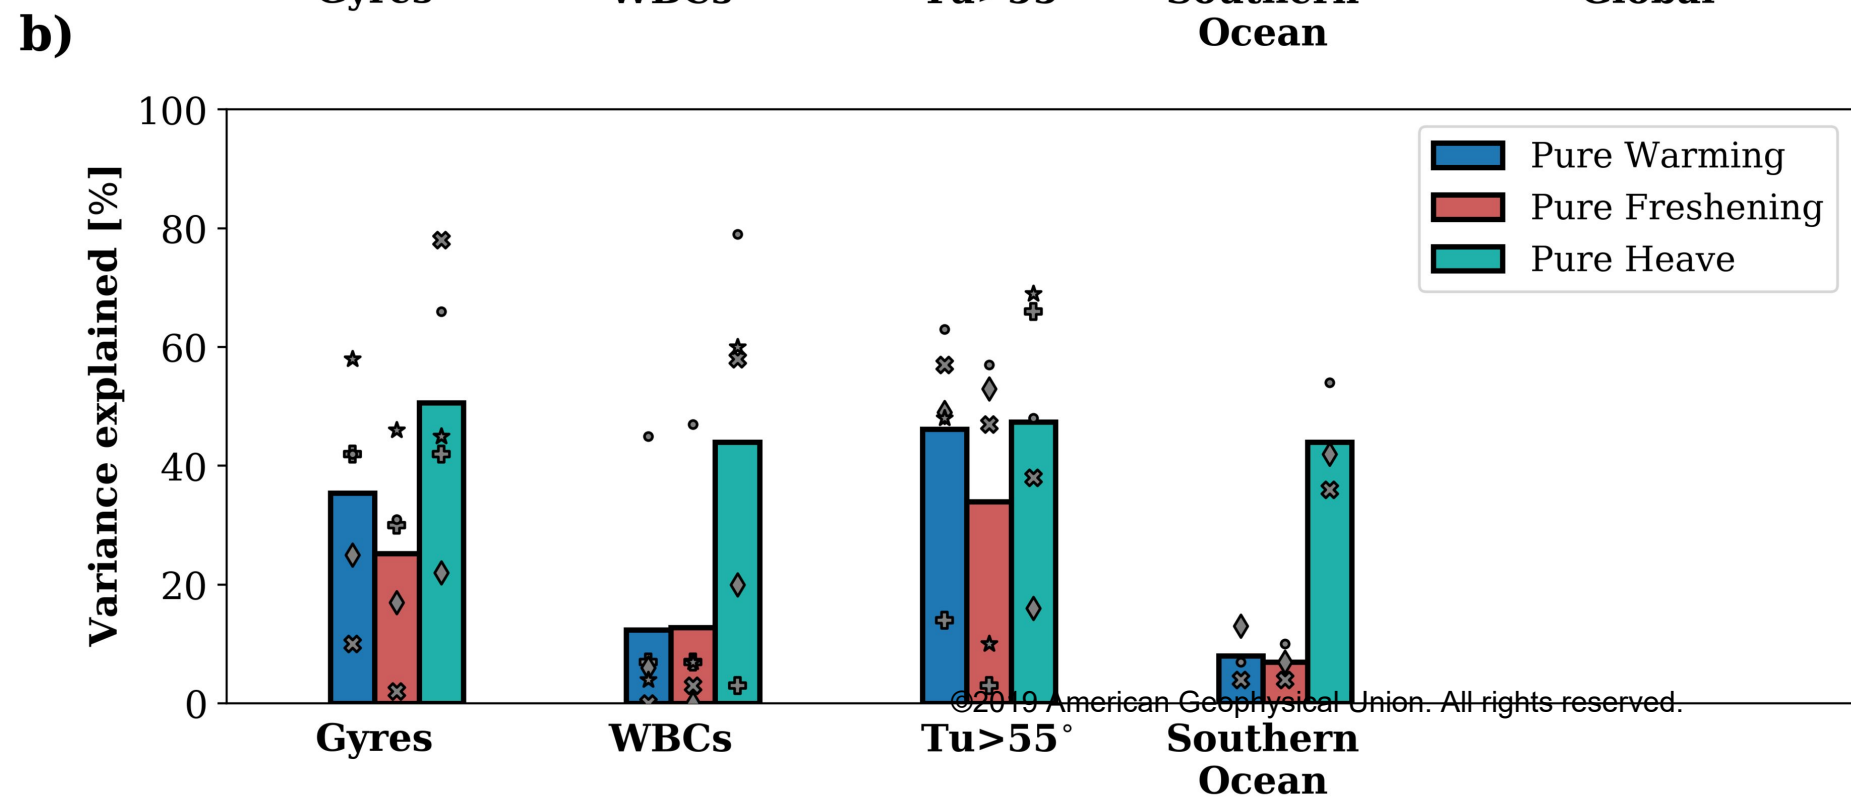 b)
Ocean
100
80
60
40
20
0
Variance explained [%]
Pure Warming
Pure Freshening
Pure Heave
©2019 American Geophysical Union. All rights reserved.
Gyres WBCs Tu>55° Southern
Ocean